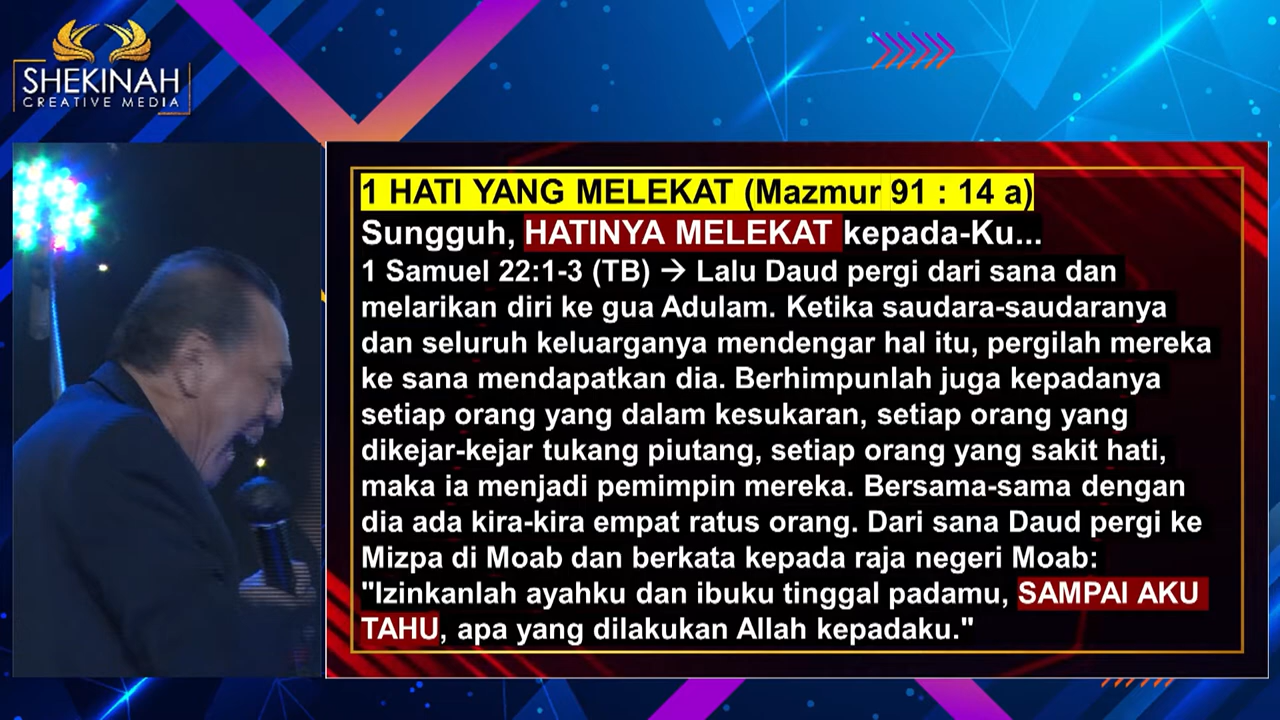 SHEKINAH
CREATIVE MEDIA
1 HATI YANG MELEKAT (Mazmur 91 : 14 a)
Sungguh, HATINYA MELEKAT kepada-Ku...
1 Samuel 22:1-3 (TB) → Lalu Daud pergi dari sana dan
melarikan diri ke gua Adulam. Ketika saudara-saudaranya
dan seluruh keluarganya mendengar hal itu, pergilah mereka
ke sana mendapatkan dia. Berhimpunlah juga kepadanya
setiap orang yang dalam kesukaran, setiap orang yang
dikejar-kejar tukang piutang, setiap orang yang sakit hati,
maka ia menjadi pemimpin mereka. Bersama-sama dengan
dia ada kira-kira empat ratus orang. Dari sana Daud pergi ke
Mizpa di Moab dan berkata kepada raja negeri Moab:
"Izinkanlah ayahku dan ibuku tinggal padamu, SAMPAI AKU
TAHU, apa yang dilakukan Allah kepadaku."